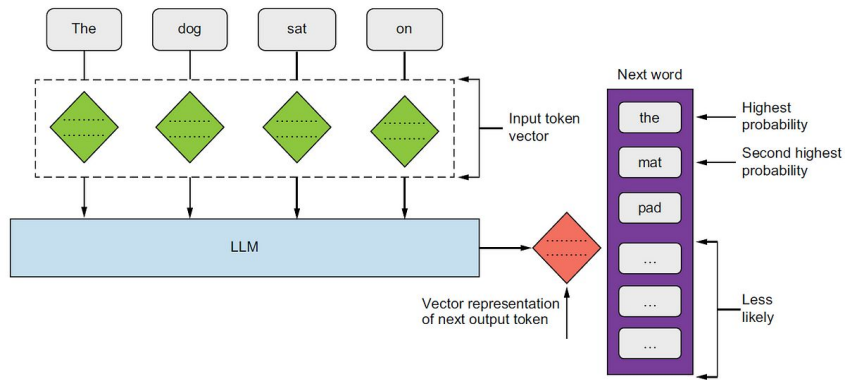 The
dog
sat
on
Next word
Input token
vector
the
Highest
probability
mat
Second highest
probability
pad
LLM
...
Vector representation
of next output token
...
Less
likely
...